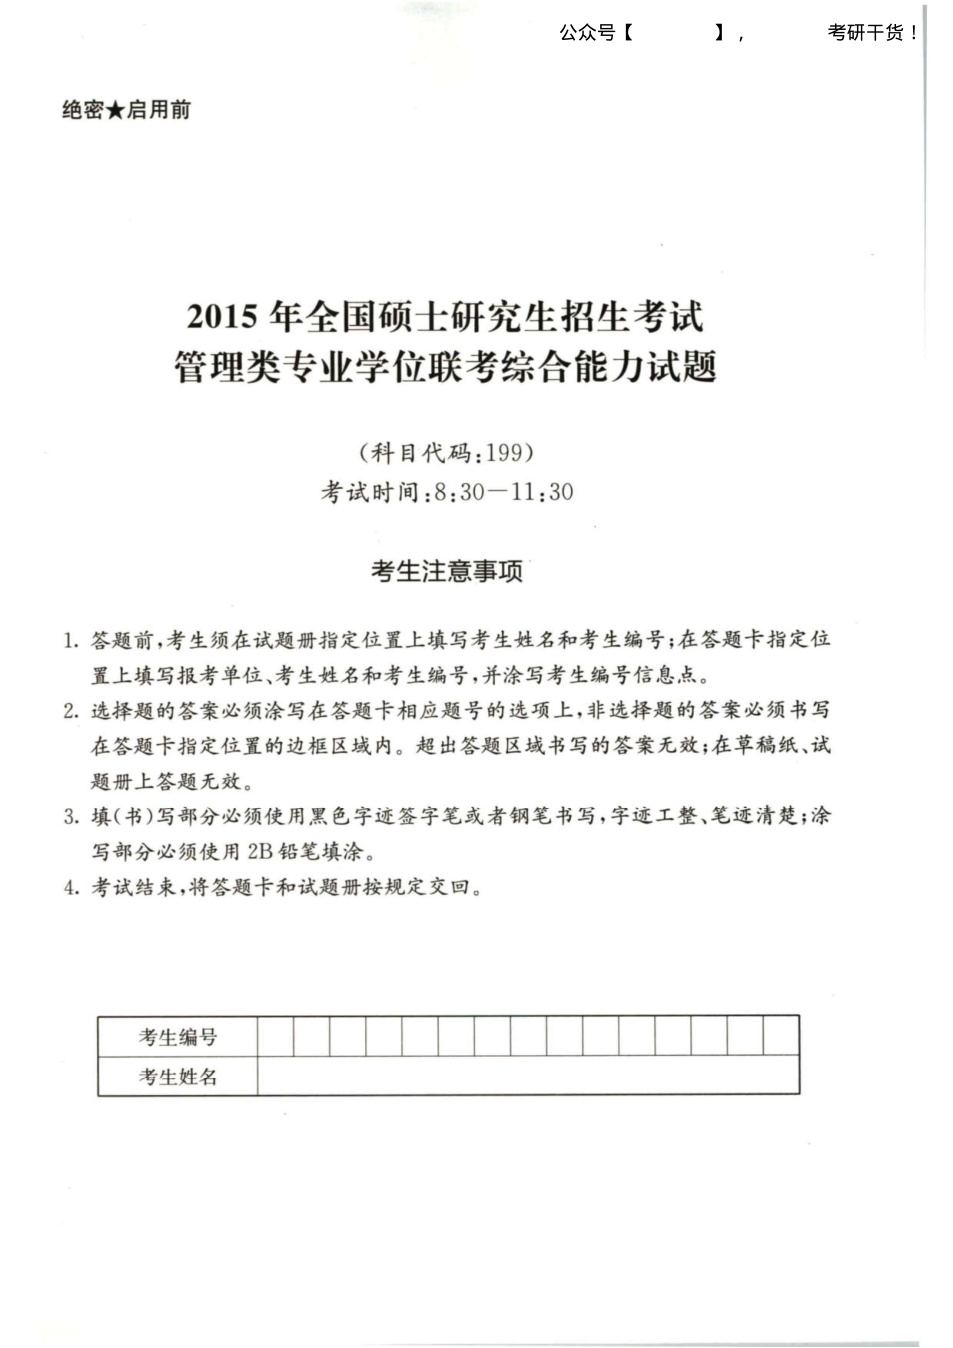 公众号【 】, 考研干货！
绝密★启用前
2015 年全国硕士研究生招生考试
管理类专业学位联考综合能力试题
(科目代码:199)
考试时间:8:30—11:30
考生注意事项
1. 答题前,考生须在试题册指定位置上填写考生姓名和考生编号;在答题卡指定位
置上填写报考单位、考生姓名和考生编号,并涂写考生编号信息点。
2. 选择题的答案必须涂写在答题卡相应题号的选项上,非选择题的答案必须书写
在答题卡指定位置的边框区域内。超出答题区域书写的答案无效;在草稿纸、试
题册上答题无效。
3. 填(书)写部分必须使用黑色字迹签字笔或者钢笔书写,字迹工整、笔迹清楚;涂
写部分必须使用 2B 铅笔填涂。
4. 考试结束,将答题卡和试题册按规定交回。
考生编号
考生姓名